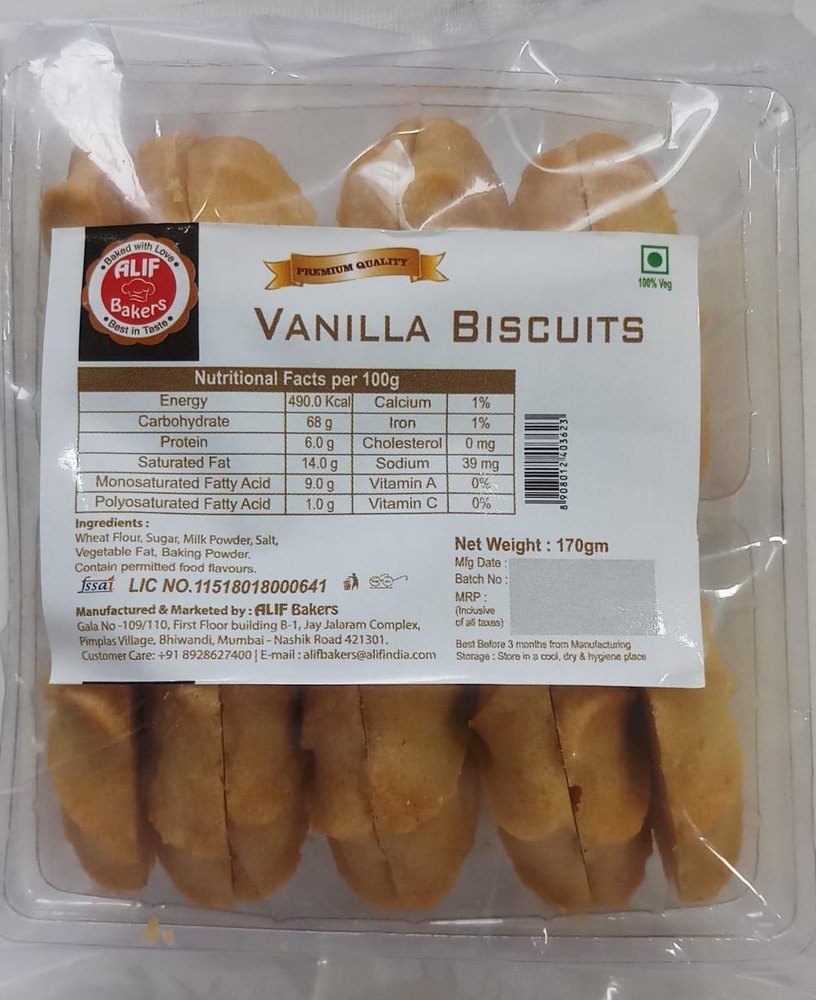 Baked with Love
ALIF
Bakers
Best in Taste
PREMIUM QUALITY
100% Veg
VANILLA BISCUITS
Nutritional Facts per 100g
Energy 490.0 Kcal Calcium 1%
Carbohydrate 68 g Iron 1%
Protein 6.0 g Cholesterol 0 mg
Saturated Fat 14.0 g Sodium 39 mg
Monosaturated Fatty Acid 9.0 g Vitamin A 0%
Polyosaturated Fatty Acid 1.0 g Vitamin C 0%
8908012403623
Ingredients :
Wheat Flour, Sugar, Milk Powder, Salt,
Vegetable Fat, Baking Powder.
Contain permitted food flavours.
fssai LIC NO.11518018000641
Manufactured & Marketed by : ALIF Bakers
Gala No -109/110, First Floor building B-1, Jay Jalaram Complex,
Pimplas Village, Bhiwandi, Mumbai - Nashik Road 421301.
Customer Care: +91 8928627400 | E-mail : alifbakers@alifindia.com
Net Weight : 170gm
Mfg Date :
Batch No :
MRP :
(Inclusive
of all taxes)
Best Before 3 months from Manufacturing
Storage : Store in a cool, dry & hygiene place